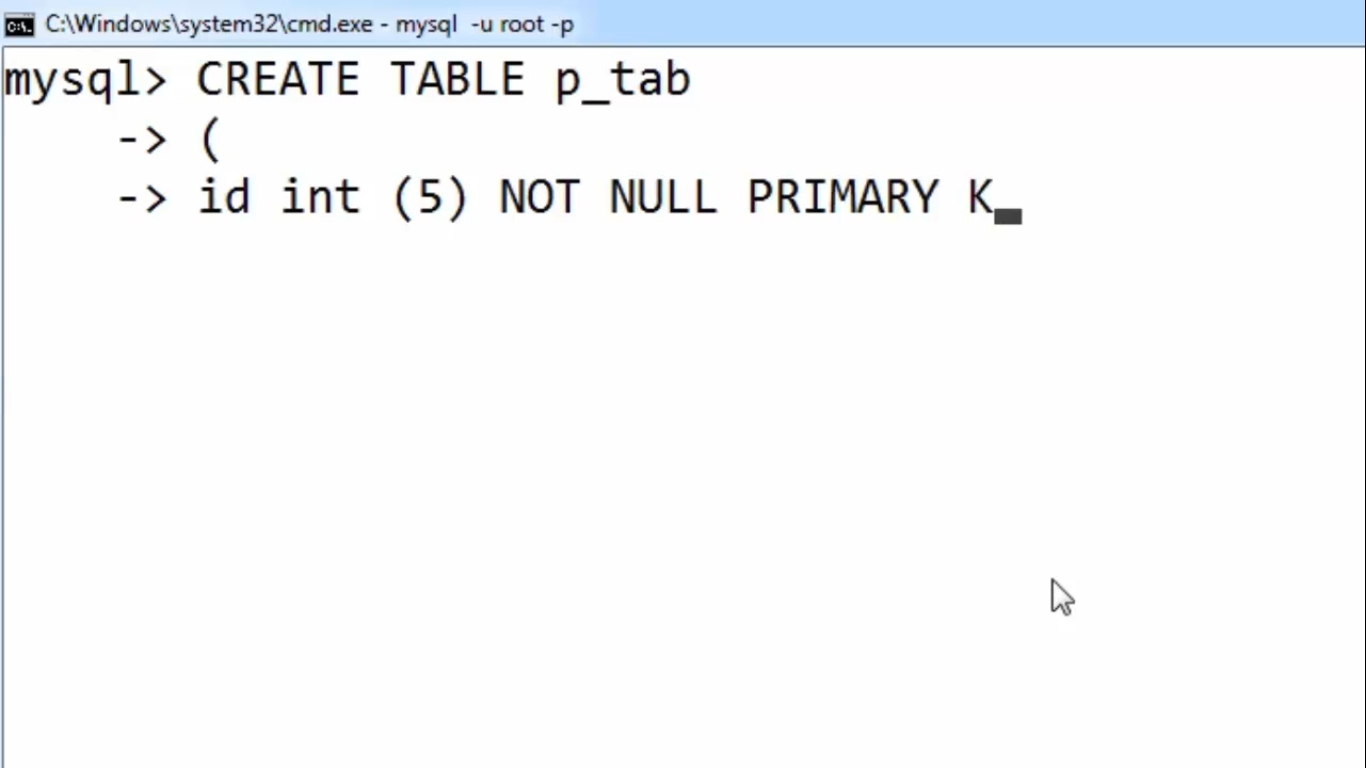 C:\Windows\system32\cmd.exe - mysql  -u root -p
mysql> CREATE TABLE p_tab
    -> (
    -> id int (5) NOT NULL PRIMARY K